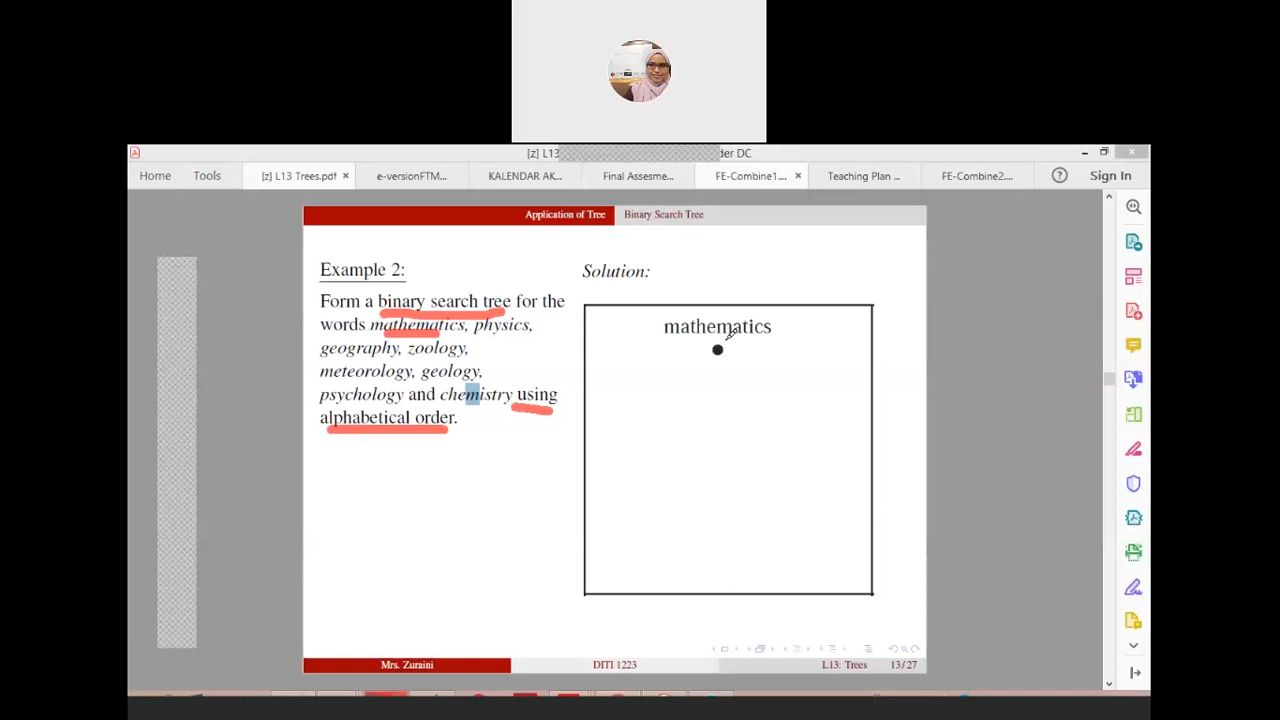 [z] L13 der DC
Home Tools [z] L13 Trees.pdf × e-versionFTM... KALENDAR AK... Final Assesme... FE-Combine1.... × Teaching Plan ... FE-Combine2.... Sign In
Application of Tree Binary Search Tree
Example 2:
Form a binary search tree for the
words mathematics, physics,
geography, zoology,
meteorology, geology,
psychology and chemistry using
alphabetical order.
Solution:
mathematics
Mrs. Zuraini DITI 1223 L13: Trees 13/27